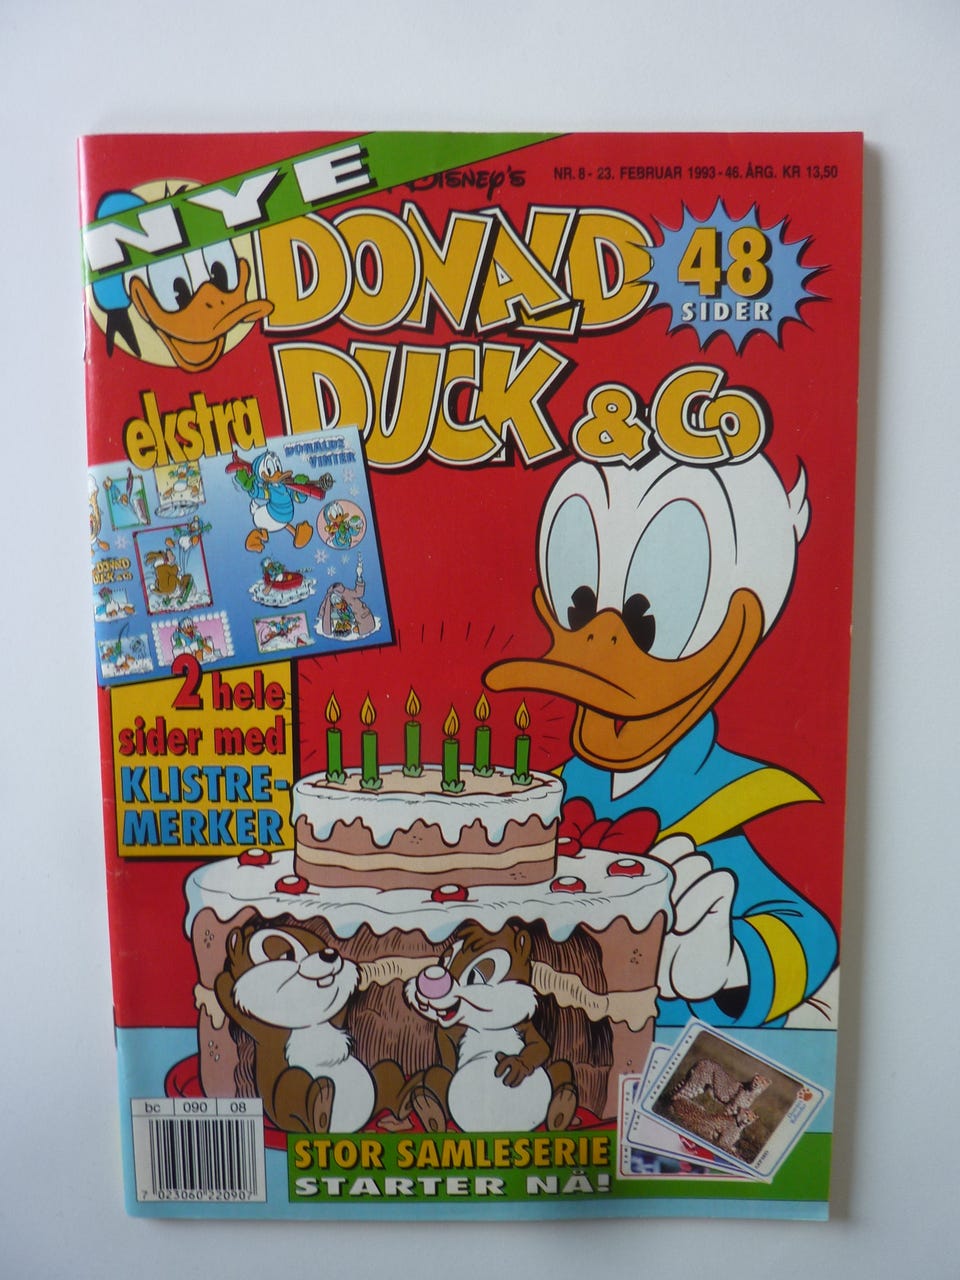 NYE
DISNEY'S
NR. 8 - 23. FEBRUAR 1993 - 46. ÅRG. KR 13,50
DONALD
DUCK & Co
48
SIDER
ekstra
DONALDS
VINTER
DONALD
DUCK & Co
2 hele
sider med
KLISTRE-
MERKER
bc 090 08
7 023060 220907
STOR SAMLESERIE
STARTER NÅ!